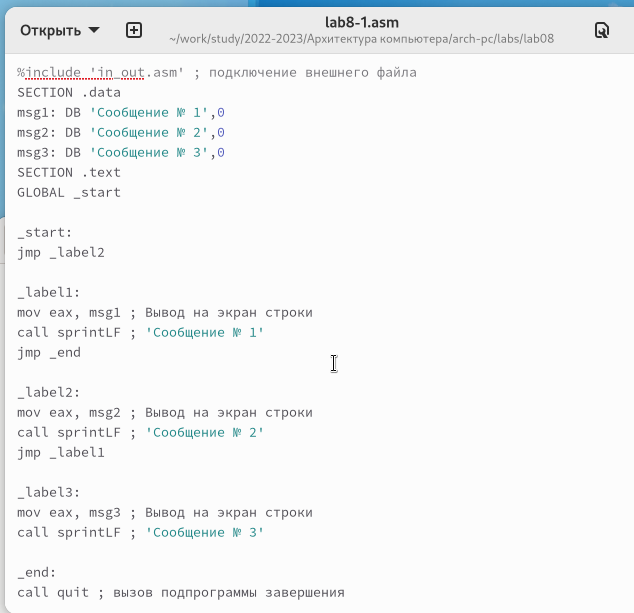 Открыть
lab8-1.asm
~/work/study/2022-2023/Архитектура компьютера/arch-pc/labs/lab08
%include 'in_out.asm' ; подключение внешнего файла
SECTION .data
msg1: DB 'Сообщение № 1',0
msg2: DB 'Сообщение № 2',0
msg3: DB 'Сообщение № 3',0
SECTION .text
GLOBAL _start
_start:
jmp _label2
_label1:
mov eax, msg1 ; Вывод на экран строки
call sprintLF ; 'Сообщение № 1'
jmp _end
_label2:
mov eax, msg2 ; Вывод на экран строки
call sprintLF ; 'Сообщение № 2'
jmp _label1
_label3:
mov eax, msg3 ; Вывод на экран строки
call sprintLF ; 'Сообщение № 3'
_end:
call quit ; вызов подпрограммы завершения